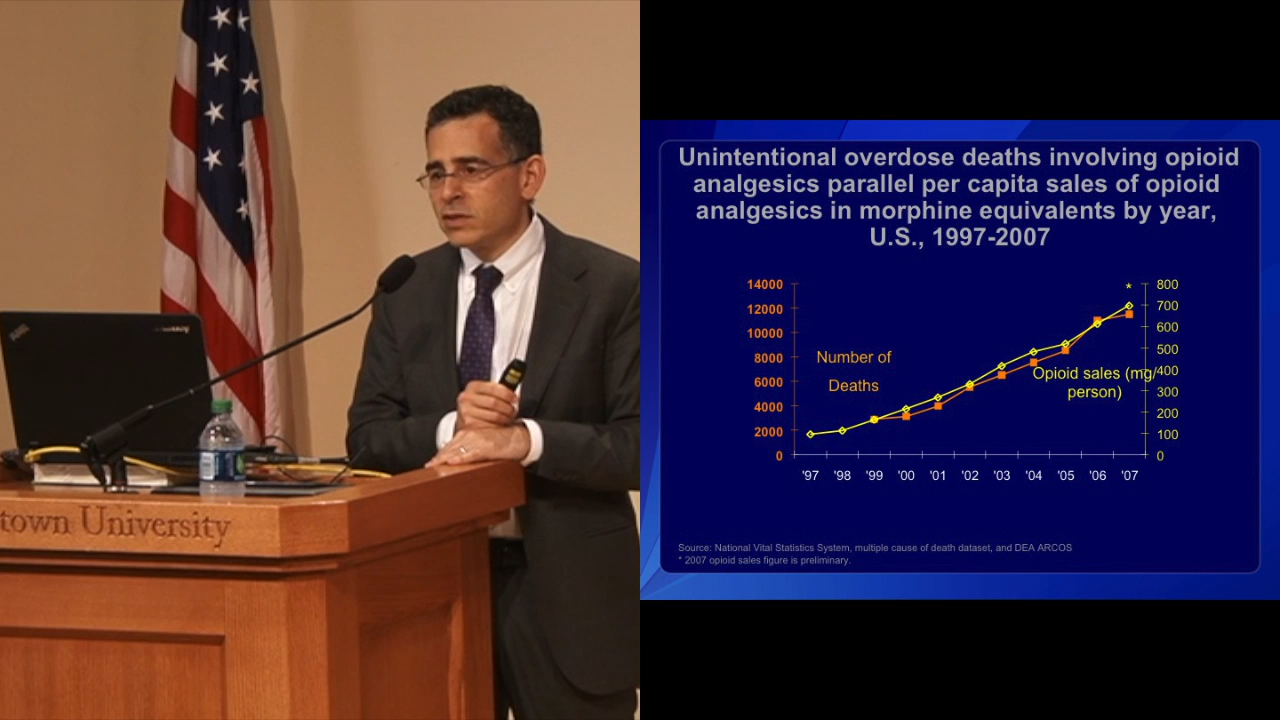 town University
Unintentional overdose deaths involving opioid
analgesics parallel per capita sales of opioid
analgesics in morphine equivalents by year,
U.S., 1997-2007
14000
12000
10000
8000
6000
4000
2000
0
Number of
Deaths
*
800
700
600
500
400
300
200
100
0
Opioid sales (mg/
person)
'97 '98 '99 '00 '01 '02 '03 '04 '05 '06 '07
Source: National Vital Statistics System, multiple cause of death dataset, and DEA ARCOS
* 2007 opioid sales figure is preliminary.